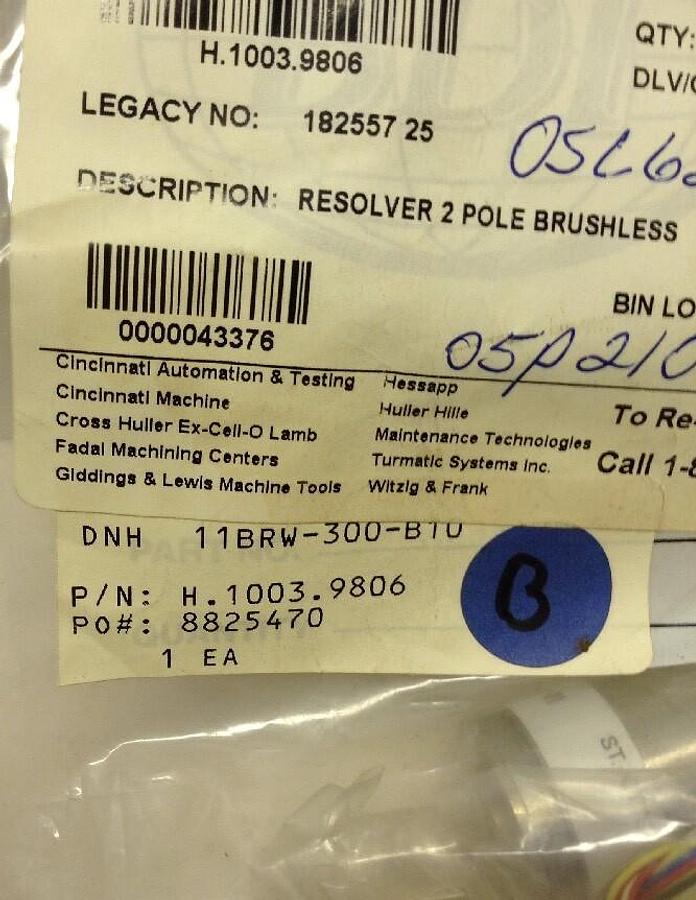 H.1003.9806
QTY:
DLV/
LEGACY NO: 182557 25
DESCRIPTION: RESOLVER 2 POLE BRUSHLESS
0000043376
BIN LO
05P210
Cincinnati Automation & Testing
Cincinnati Machine
Cross Huller Ex-Cell-O Lamb
Fadal Machining Centers
Giddings & Lewis Machine Tools
Hessapp
Huller Hille
Maintenance Technologies
Turmatic Systems Inc.
Witzig & Frank
To Re-
Call 1-8
DNH 11BRW-300-B10
P/N: H.1003.9806
PO#: 8825470
1 EA
B
ST.